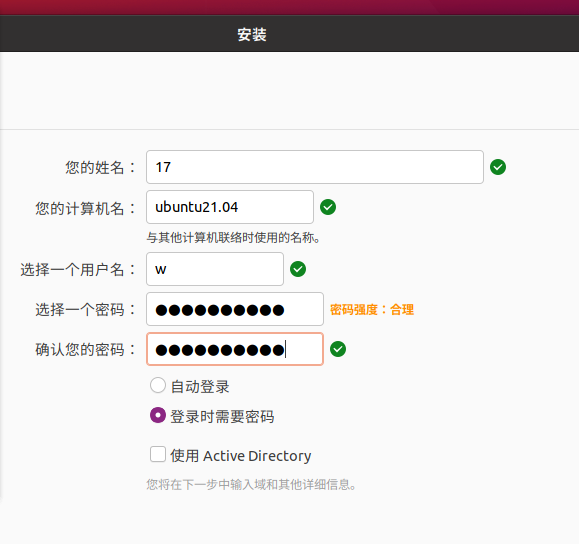 安装
您的姓名： 17
您的计算机名： ubuntu21.04
与其他计算机联络时使用的名称。
选择一个用户名： w
选择一个密码： ●●●●●●●●●● 密码强度：合理
确认您的密码： ●●●●●●●●●●
自动登录
登录时需要密码
使用 Active Directory
您将在下一步中输入域和其他详细信息。